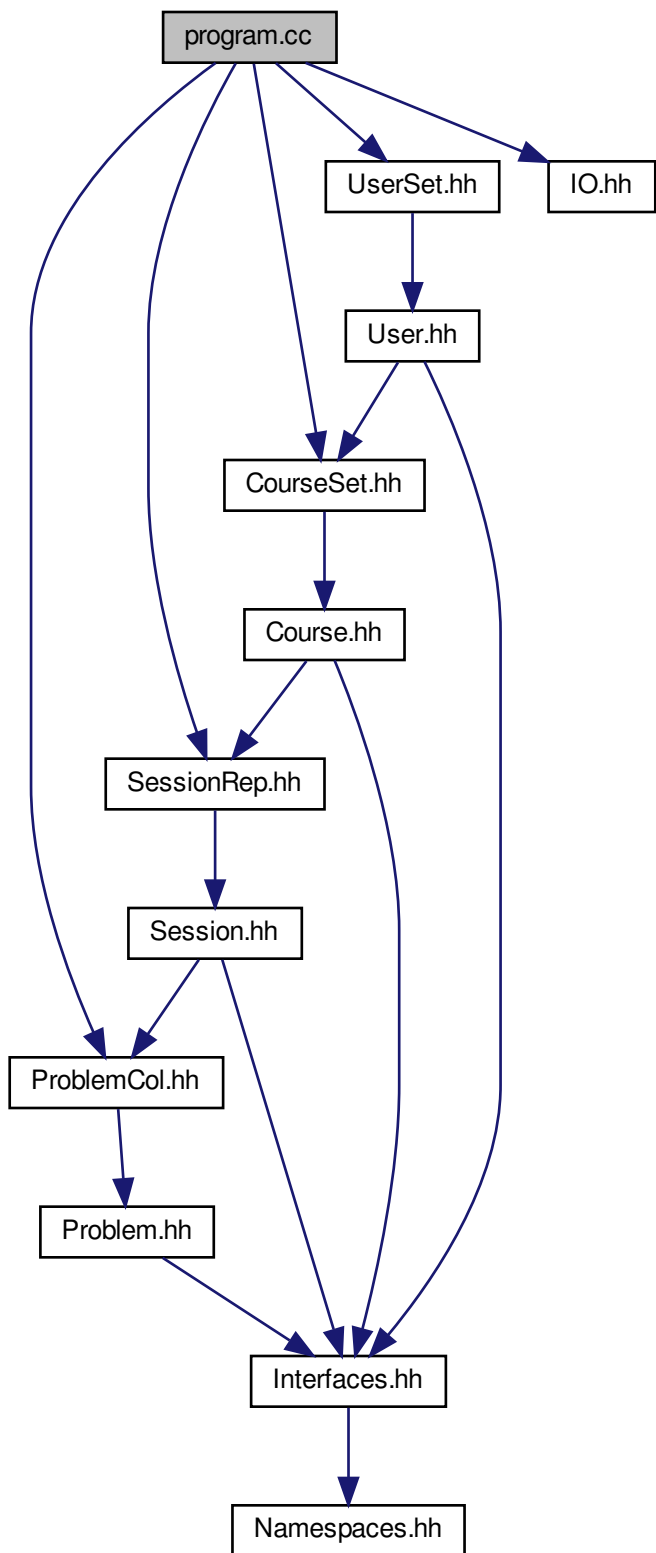 program.cc
UserSet.hh
IO.hh
User.hh
CourseSet.hh
Course.hh
SessionRep.hh
Session.hh
ProblemCol.hh
Problem.hh
Interfaces.hh
Namespaces.hh